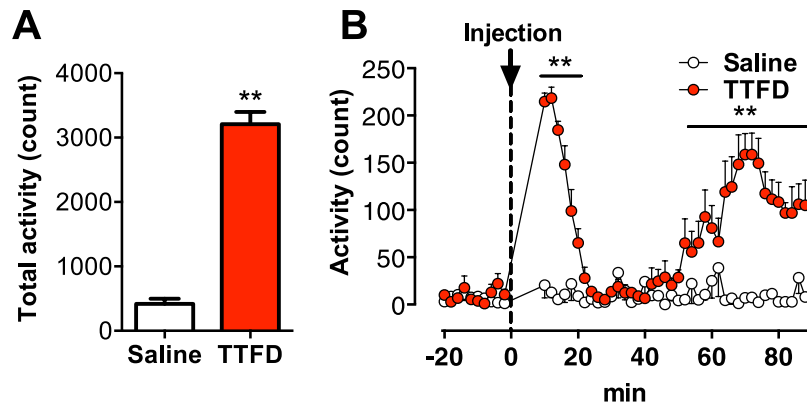 A
Total activity (count)
4000
3000
2000
1000
0
**
Saline
TTFD
B
Injection
**
Saline
TTFD
**
Activity (count)
250
200
150
100
50
0
-20
0
20
40
60
80
min